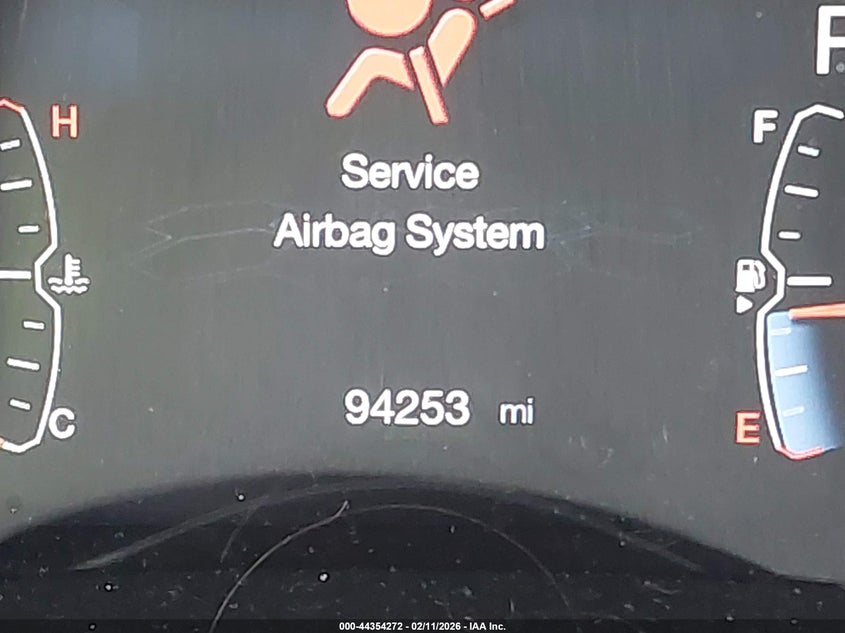 P
H
F
Service
Airbag System
94253 mi
C
E
000-44354272 - 02/11/2026 - IAA Inc.